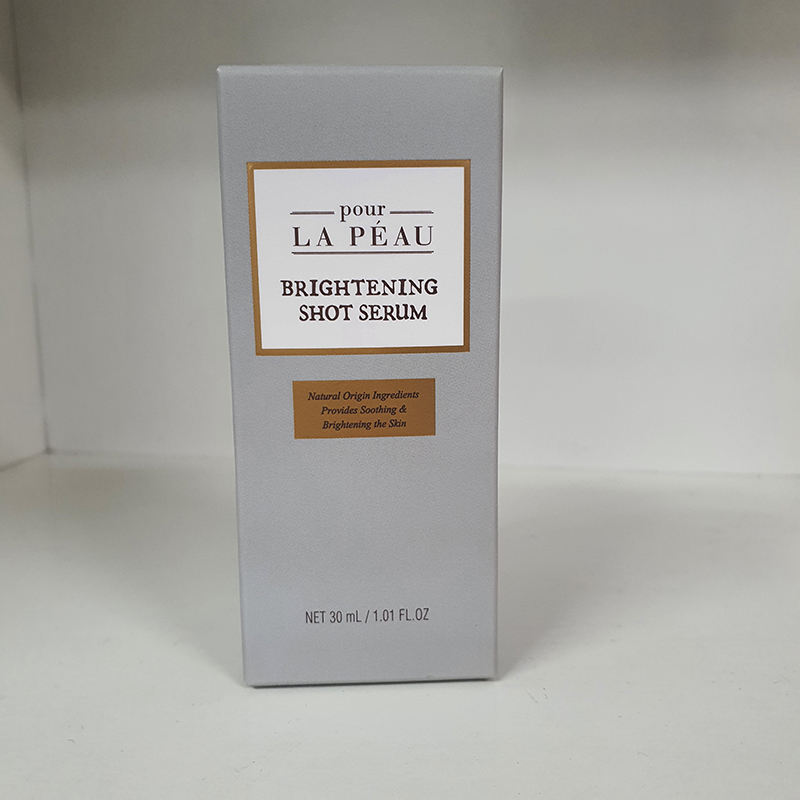 pour
LA PÉAU
BRIGHTENING
SHOT SERUM
Natural Origin Ingredients
Provides Soothing &
Brightening the Skin
NET 30 mL / 1.01 FL.OZ